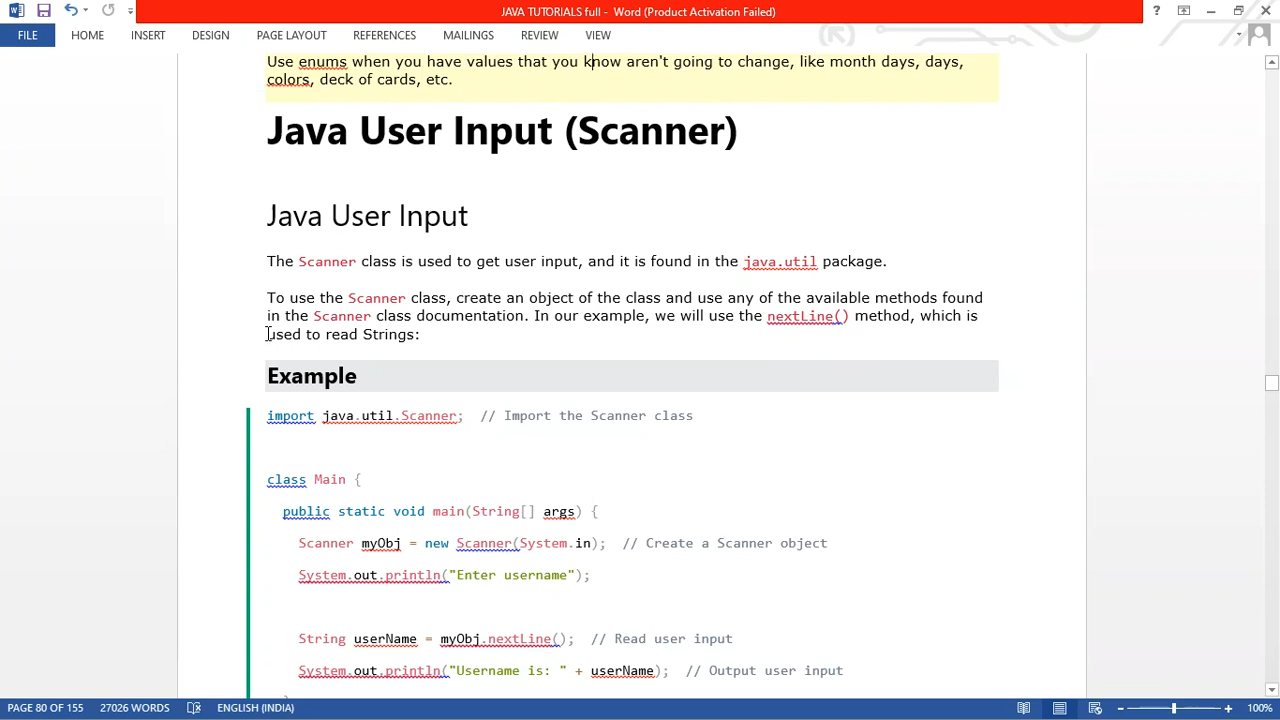 JAVA TUTORIALS full - Word (Product Activation Failed)
?
FILE HOME INSERT DESIGN PAGE LAYOUT REFERENCES MAILINGS REVIEW VIEW
Use enums when you have values that you know aren't going to change, like month days, days,
colors, deck of cards, etc.
Java User Input (Scanner)
Java User Input
The Scanner class is used to get user input, and it is found in the java.util package.
To use the Scanner class, create an object of the class and use any of the available methods found
in the Scanner class documentation. In our example, we will use the nextLine() method, which is
used to read Strings:
Example
import java.util.Scanner;  // Import the Scanner class
class Main {
public static void main(String[] args) {
Scanner myObj = new Scanner(System.in);  // Create a Scanner object
System.out.println("Enter username");
String userName = myObj.nextLine();  // Read user input
System.out.println("Username is: " + userName);  // Output user input
PAGE 80 OF 155 27026 WORDS ENGLISH (INDIA) 100%